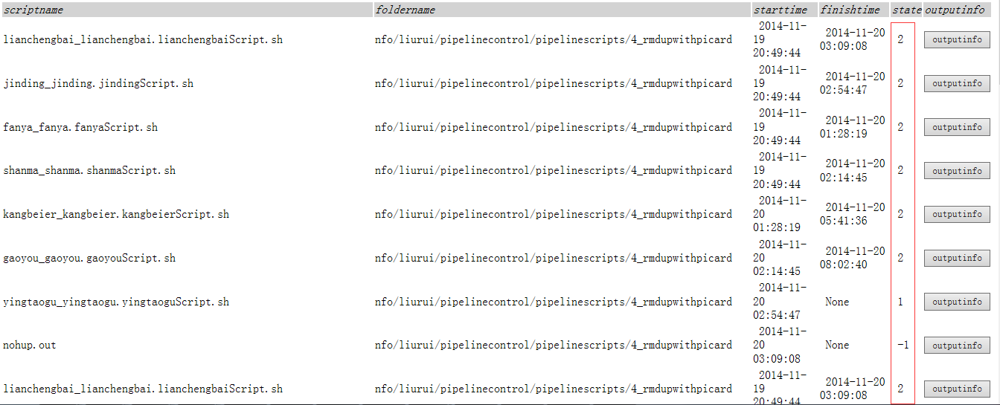 scriptname foldername starttime finishtime state outputinfo
lianchengbai_lianchengbai.lianchengbaiScript.sh nfo/liurui/pipelinecontrol/pipelinescripts/4_rmdupwithpicard 2014-11-19 20:49:44 2014-11-20 03:09:08 2 outputinfo
jinding_jinding.jindingScript.sh nfo/liurui/pipelinecontrol/pipelinescripts/4_rmdupwithpicard 2014-11-19 20:49:44 2014-11-20 02:54:47 2 outputinfo
fanya_fanya.fanyaScript.sh nfo/liurui/pipelinecontrol/pipelinescripts/4_rmdupwithpicard 2014-11-19 20:49:44 2014-11-20 01:28:19 2 outputinfo
shanma_shanma.shanmaScript.sh nfo/liurui/pipelinecontrol/pipelinescripts/4_rmdupwithpicard 2014-11-19 20:49:44 2014-11-20 02:14:45 2 outputinfo
kangbeier_kangbeier.kangbeierScript.sh nfo/liurui/pipelinecontrol/pipelinescripts/4_rmdupwithpicard 2014-11-20 01:28:19 2014-11-20 05:41:36 2 outputinfo
gaoyou_gaoyou.gaoyouScript.sh nfo/liurui/pipelinecontrol/pipelinescripts/4_rmdupwithpicard 2014-11-20 02:14:45 2014-11-20 08:02:40 2 outputinfo
yingtaogu_yingtaogu.yingtaoguScript.sh nfo/liurui/pipelinecontrol/pipelinescripts/4_rmdupwithpicard 2014-11-20 02:54:47 None 1 outputinfo
nohup.out nfo/liurui/pipelinecontrol/pipelinescripts/4_rmdupwithpicard 2014-11-20 03:09:08 None -1 outputinfo
lianchengbai_lianchengbai.lianchengbaiScript.sh nfo/liurui/pipelinecontrol/pipelinescripts/4_rmdupwithpicard 2014-11-19 20:49:44 2014-11-20 03:09:08 2 outputinfo